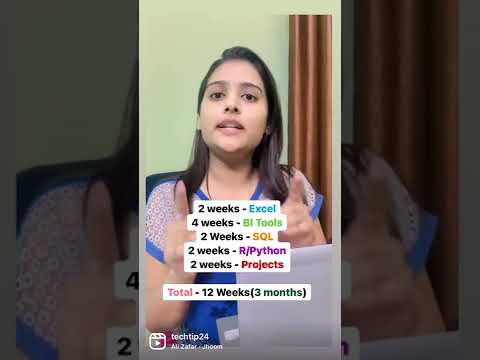 2 weeks - Excel
4 weeks - BI Tools
2 Weeks - SQL
2 weeks - R/Python
2 weeks - Projects
Total - 12 Weeks(3 months)
techtip24
Ali Zafar · Jhoom